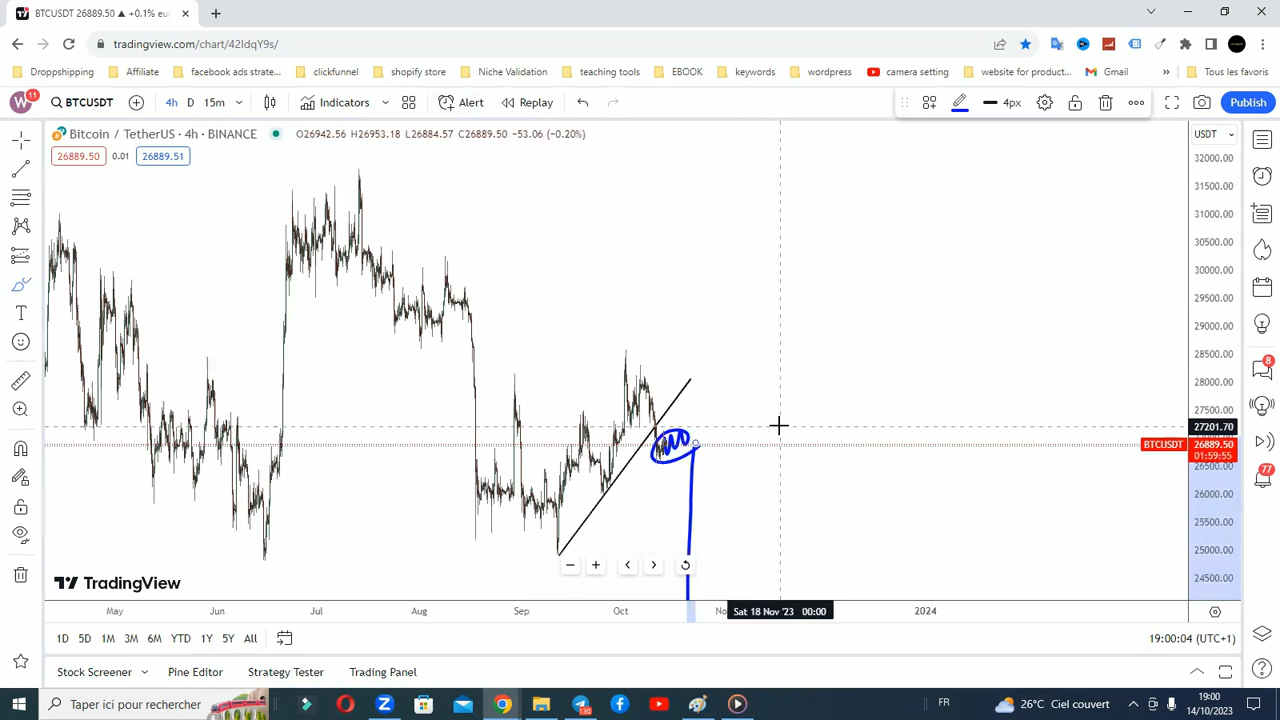 BTCUSDT 26889.50 ▲ +0.1% eur
tradingview.com/chart/42IdqY9s/
Droppshipping Affiliate facebook ads strate... clickfunnel shopify store Niche Validation teaching tools EBOOK keywords wordpress camera setting website for product... Gmail » Tous les favoris
W 11 BTCUSDT 4h D 15m Indicators Alert Replay 4px Publish
Bitcoin / TetherUS · 4h · BINANCE O26942.56 H26953.18 L26884.57 C26889.50 −53.06 (−0.20%) USDT
26889.50 0.01 26889.51
32000.00
31500.00
31000.00
30500.00
30000.00
29500.00
29000.00
28500.00
28000.00
27500.00
27201.70
BTCUSDT 26889.50
01:59:55
26500.00
26000.00
25500.00
25000.00
24500.00
8
77
TradingView
May Jun Jul Aug Sep Oct Sat 18 Nov '23 00:00 2024
1D 5D 1M 3M 6M YTD 1Y 5Y All 19:00:04 (UTC+1)
Stock Screener Pine Editor Strategy Tester Trading Panel
Taper ici pour rechercher 130 26°C Ciel couvert FR 19:00
14/10/2023